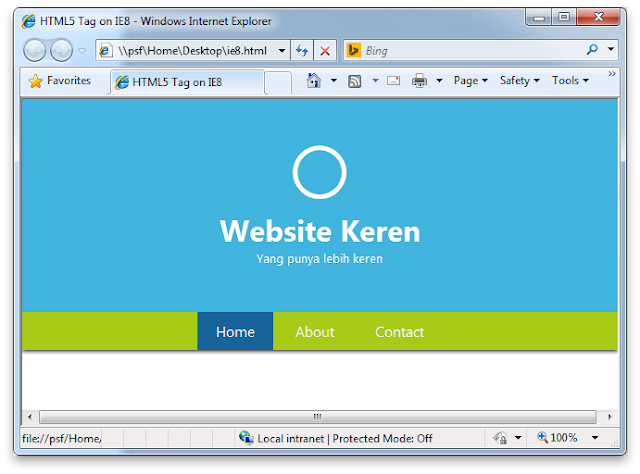 HTML5 Tag on IE8 - Windows Internet Explorer
\\psf\Home\Desktop\ie8.html
Bing
Favorites
HTML5 Tag on IE8
Page
Safety
Tools
Website Keren
Yang punya lebih keren
Home
About
Contact
file://psf/Home/
Local intranet | Protected Mode: Off
100%